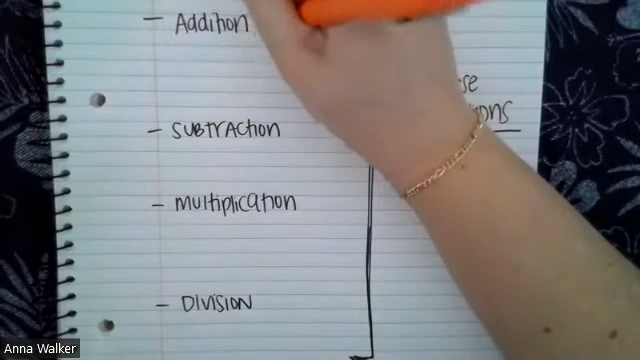 - Addition
- SUBTRACTION
- multiplication
- DIVISION
Anna Walker